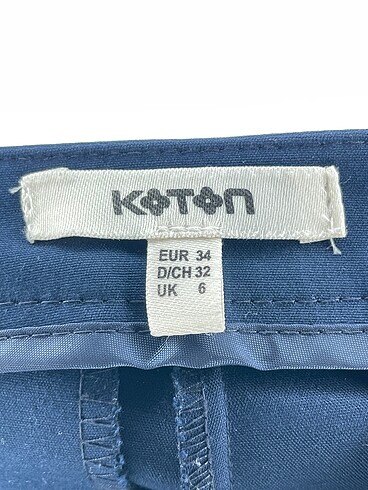 KOTON
EUR 34
D/CH 32
UK 6